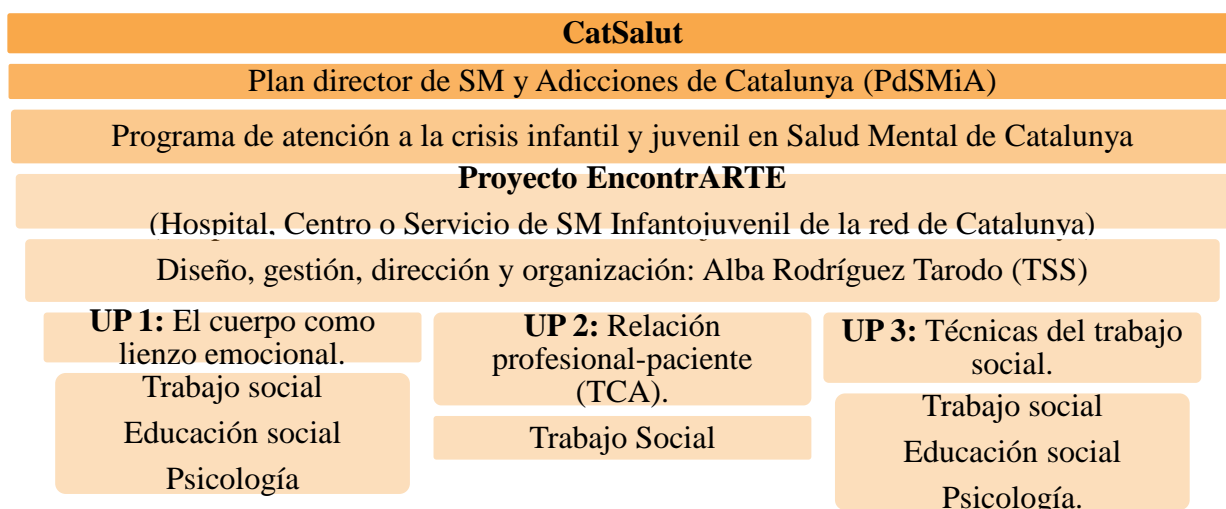 CatSalut
Plan director de SM y Adicciones de Catalunya (PdSMiA)
Programa de atención a la crisis infantil y juvenil en Salud Mental de Catalunya
Proyecto EncontrARTE
(Hospital, Centro o Servicio de SM Infantojuvenil de la red de Catalunya)
Diseño, gestión, dirección y organización: Alba Rodríguez Tarodo (TSS)
UP 1: El cuerpo como
lienzo emocional.
Trabajo social
Educación social
Psicología
UP 2: Relación
profesional-paciente
(TCA).
Trabajo Social
UP 3: Técnicas del trabajo
social.
Trabajo social
Educación social
Psicología.